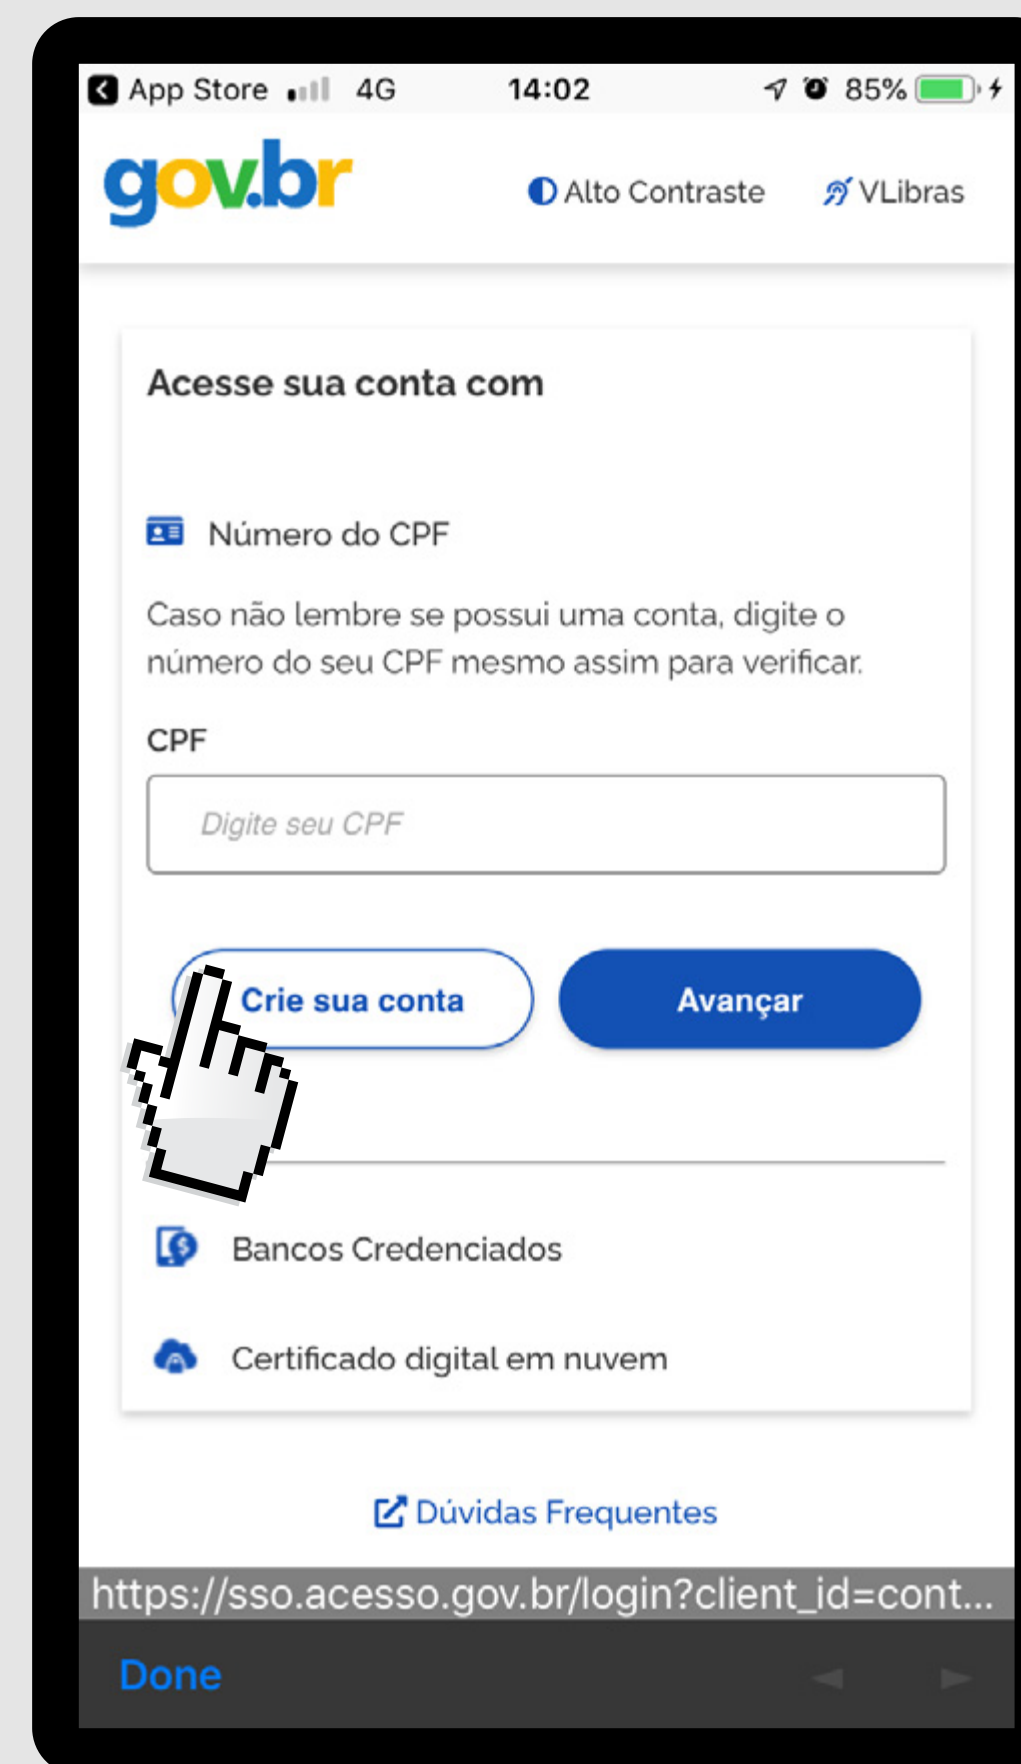 App Store 4G 14:02 85%
gov.br Alto Contraste VLibras
Acesse sua conta com
Número do CPF
Caso não lembre se possui uma conta, digite o
número do seu CPF mesmo assim para verificar.
CPF
Digite seu CPF
Crie sua conta Avançar
Bancos Credenciados
Certificado digital em nuvem
Dúvidas Frequentes
https://sso.acesso.gov.br/login?client_id=cont...
Done